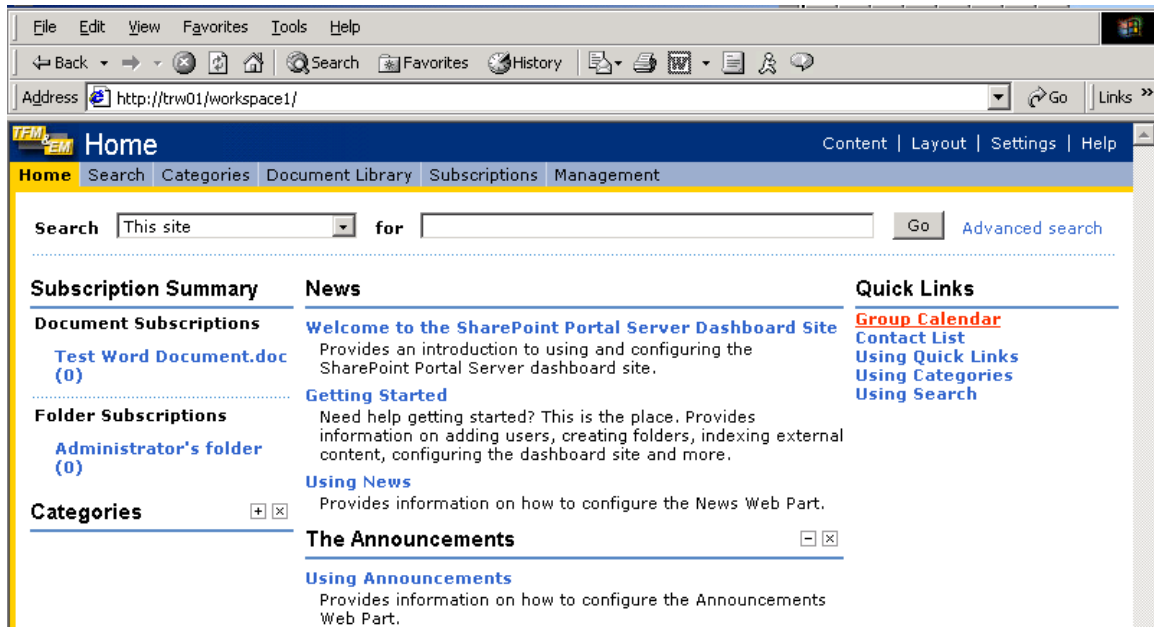 File Edit View Favorites Tools Help
Back Search Favorites History
Address http://trw01/workspace1/ Go Links »
TFM & EM Home Content | Layout | Settings | Help
Home Search Categories Document Library Subscriptions Management
Search This site for Go Advanced search
Subscription Summary
Document Subscriptions
Test Word Document.doc
(0)
Folder Subscriptions
Administrator's folder
(0)
Categories
News
Welcome to the SharePoint Portal Server Dashboard Site
Provides an introduction to using and configuring the
SharePoint Portal Server dashboard site.
Getting Started
Need help getting started? This is the place. Provides
information on adding users, creating folders, indexing external
content, configuring the dashboard site and more.
Using News
Provides information on how to configure the News Web Part.
The Announcements
Using Announcements
Provides information on how to configure the Announcements
Web Part.
Quick Links
Group Calendar
Contact List
Using Quick Links
Using Categories
Using Search